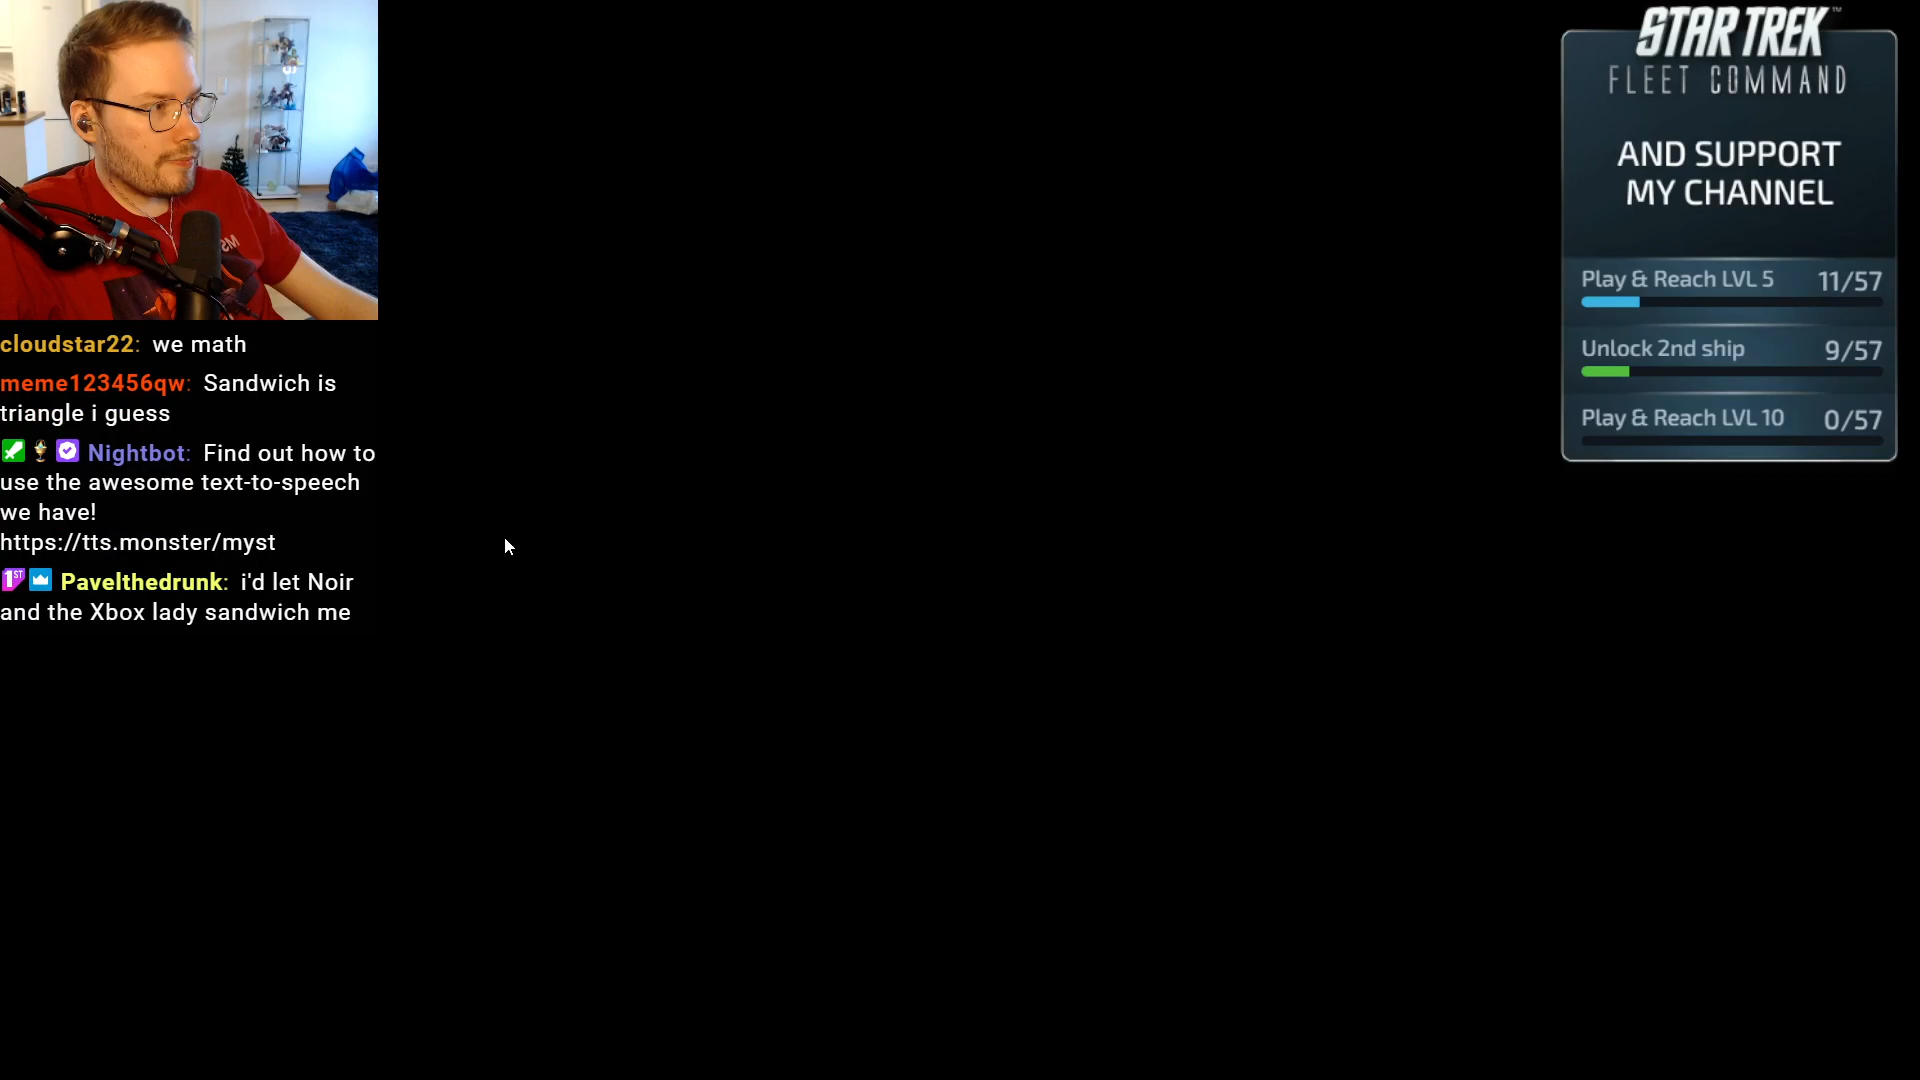 cloudstar22: we math
meme123456qw: Sandwich is
triangle i guess
Nightbot: Find out how to
use the awesome text-to-speech
we have!
https://tts.monster/myst
1ST Pavelthedrunk: i'd let Noir
and the Xbox lady sandwich me
STAR TREK™
FLEET COMMAND
AND SUPPORT
MY CHANNEL
Play & Reach LVL 5 11/57
Unlock 2nd ship 9/57
Play & Reach LVL 10 0/57